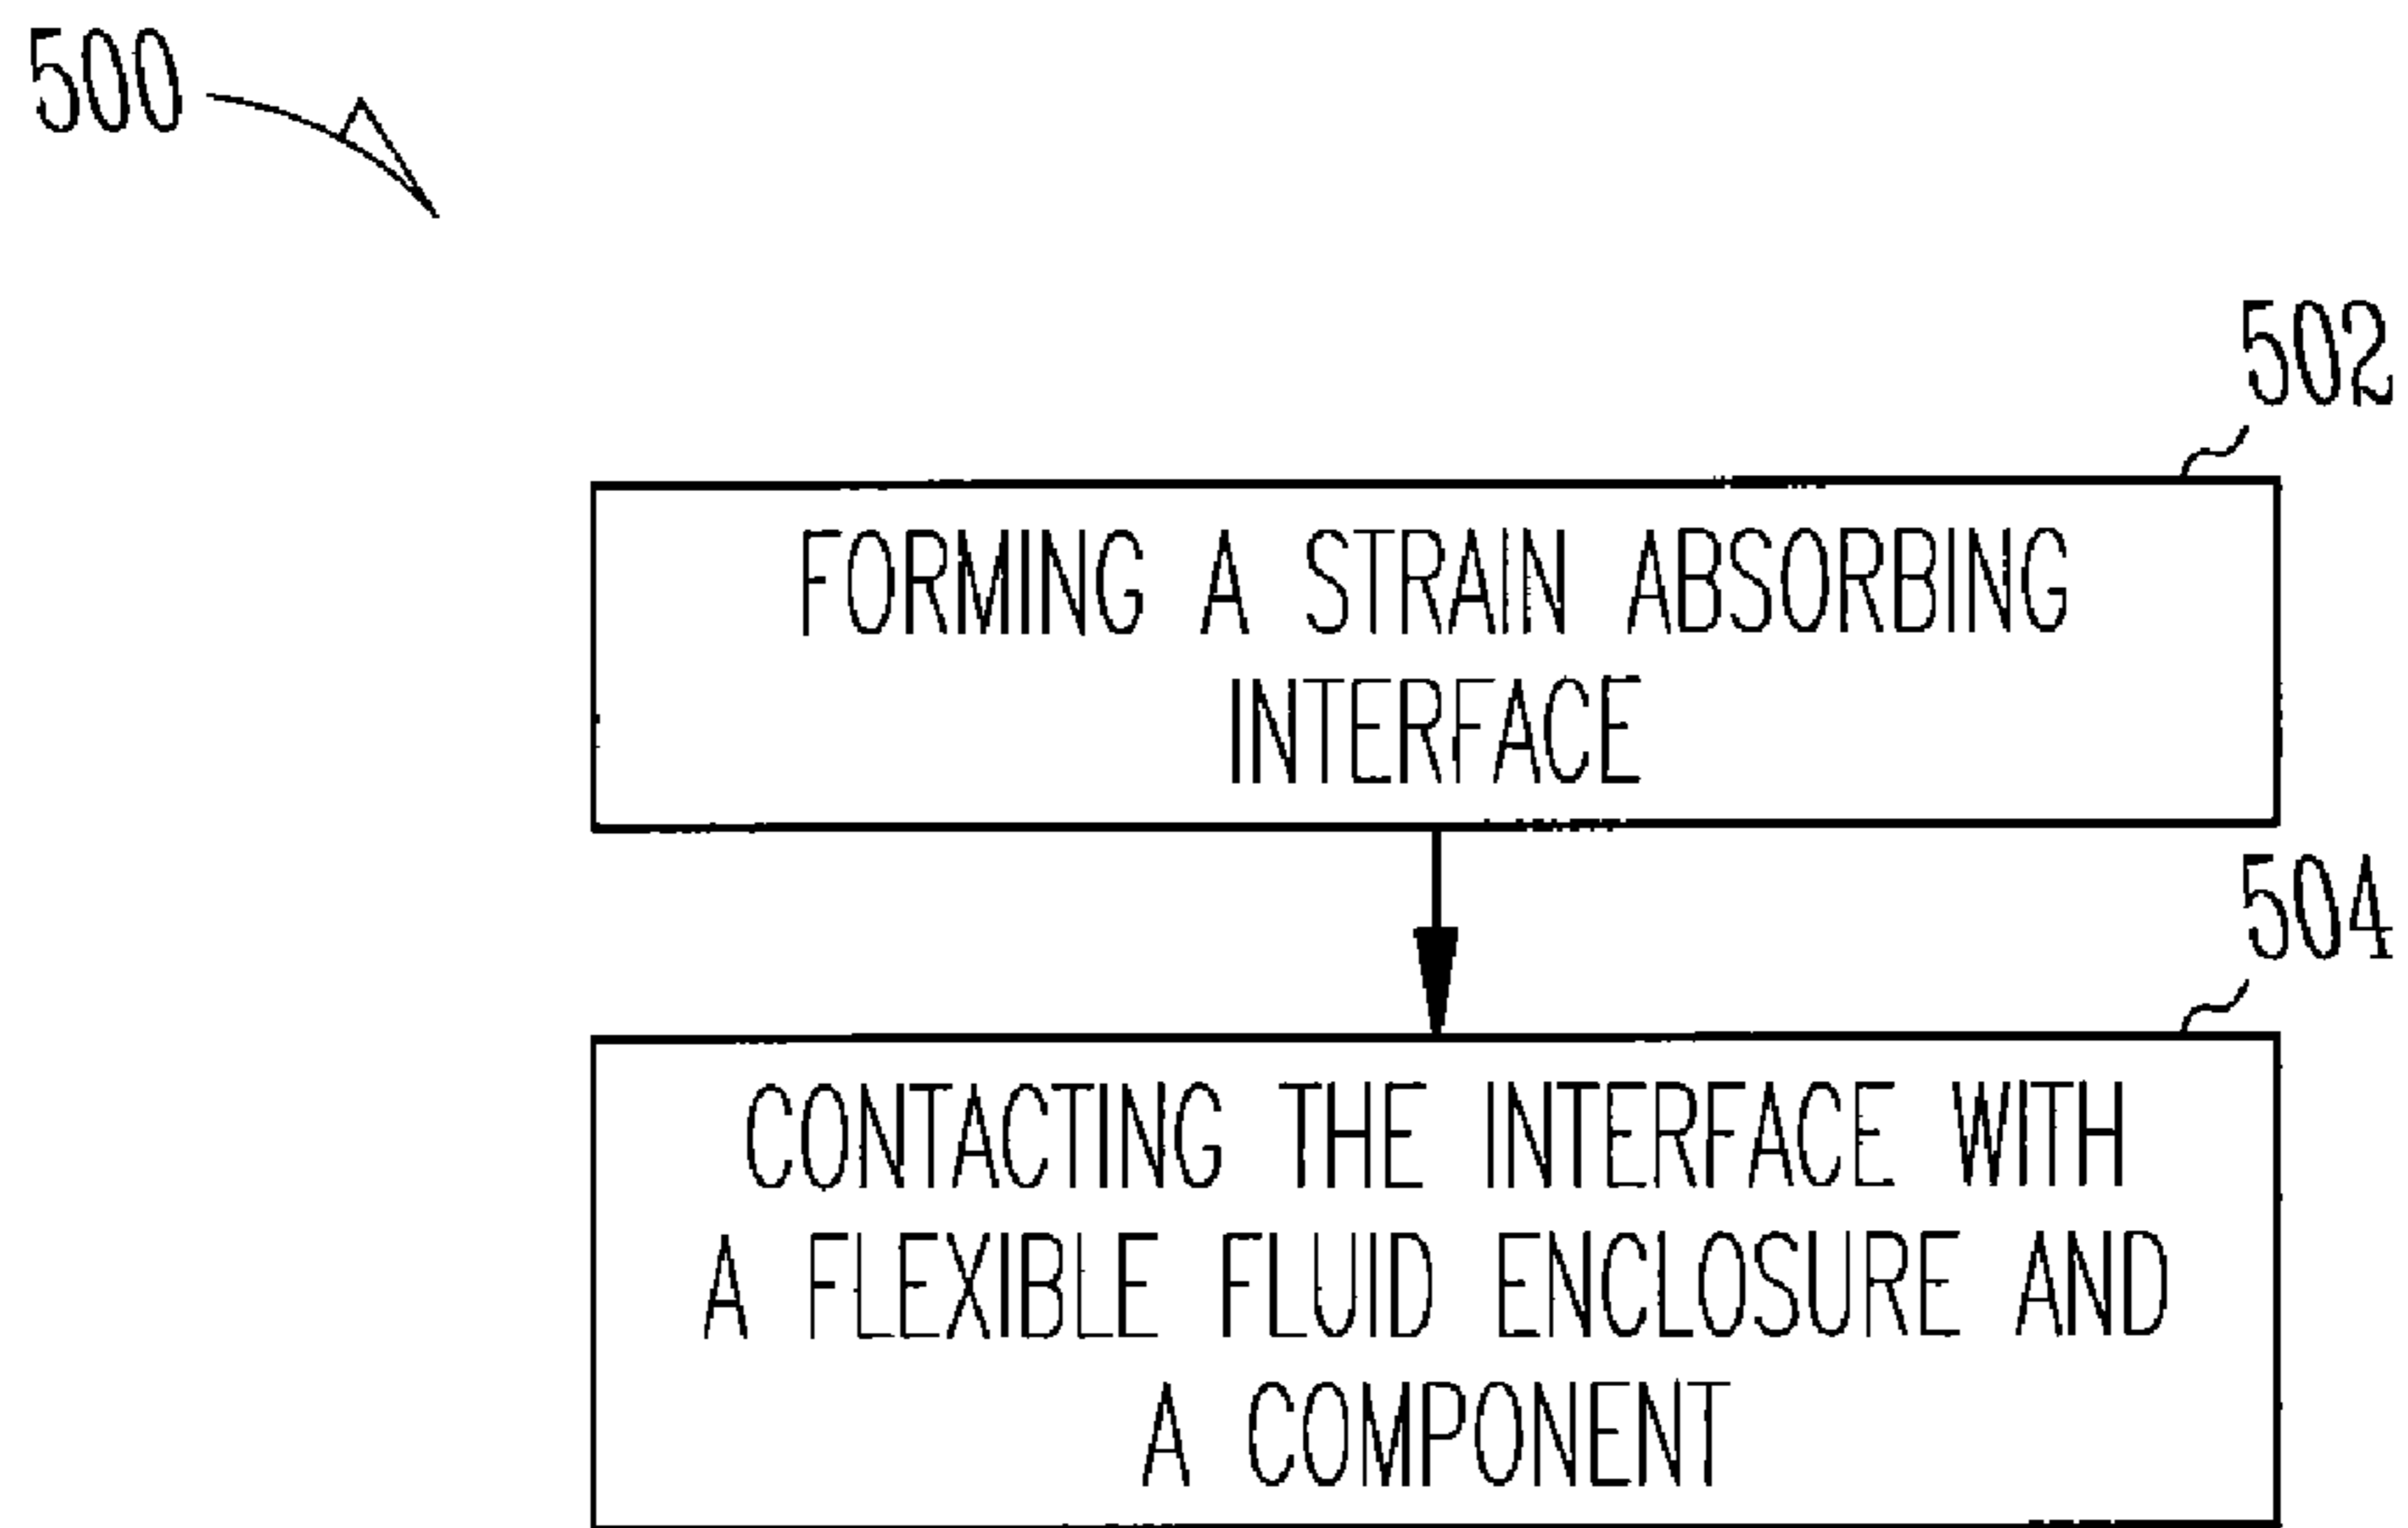 500
502
FORMING A STRAIN ABSORBING
INTERFACE
504
CONTACTING THE INTERFACE WITH
A FLEXIBLE FLUID ENCLOSURE AND
A COMPONENT